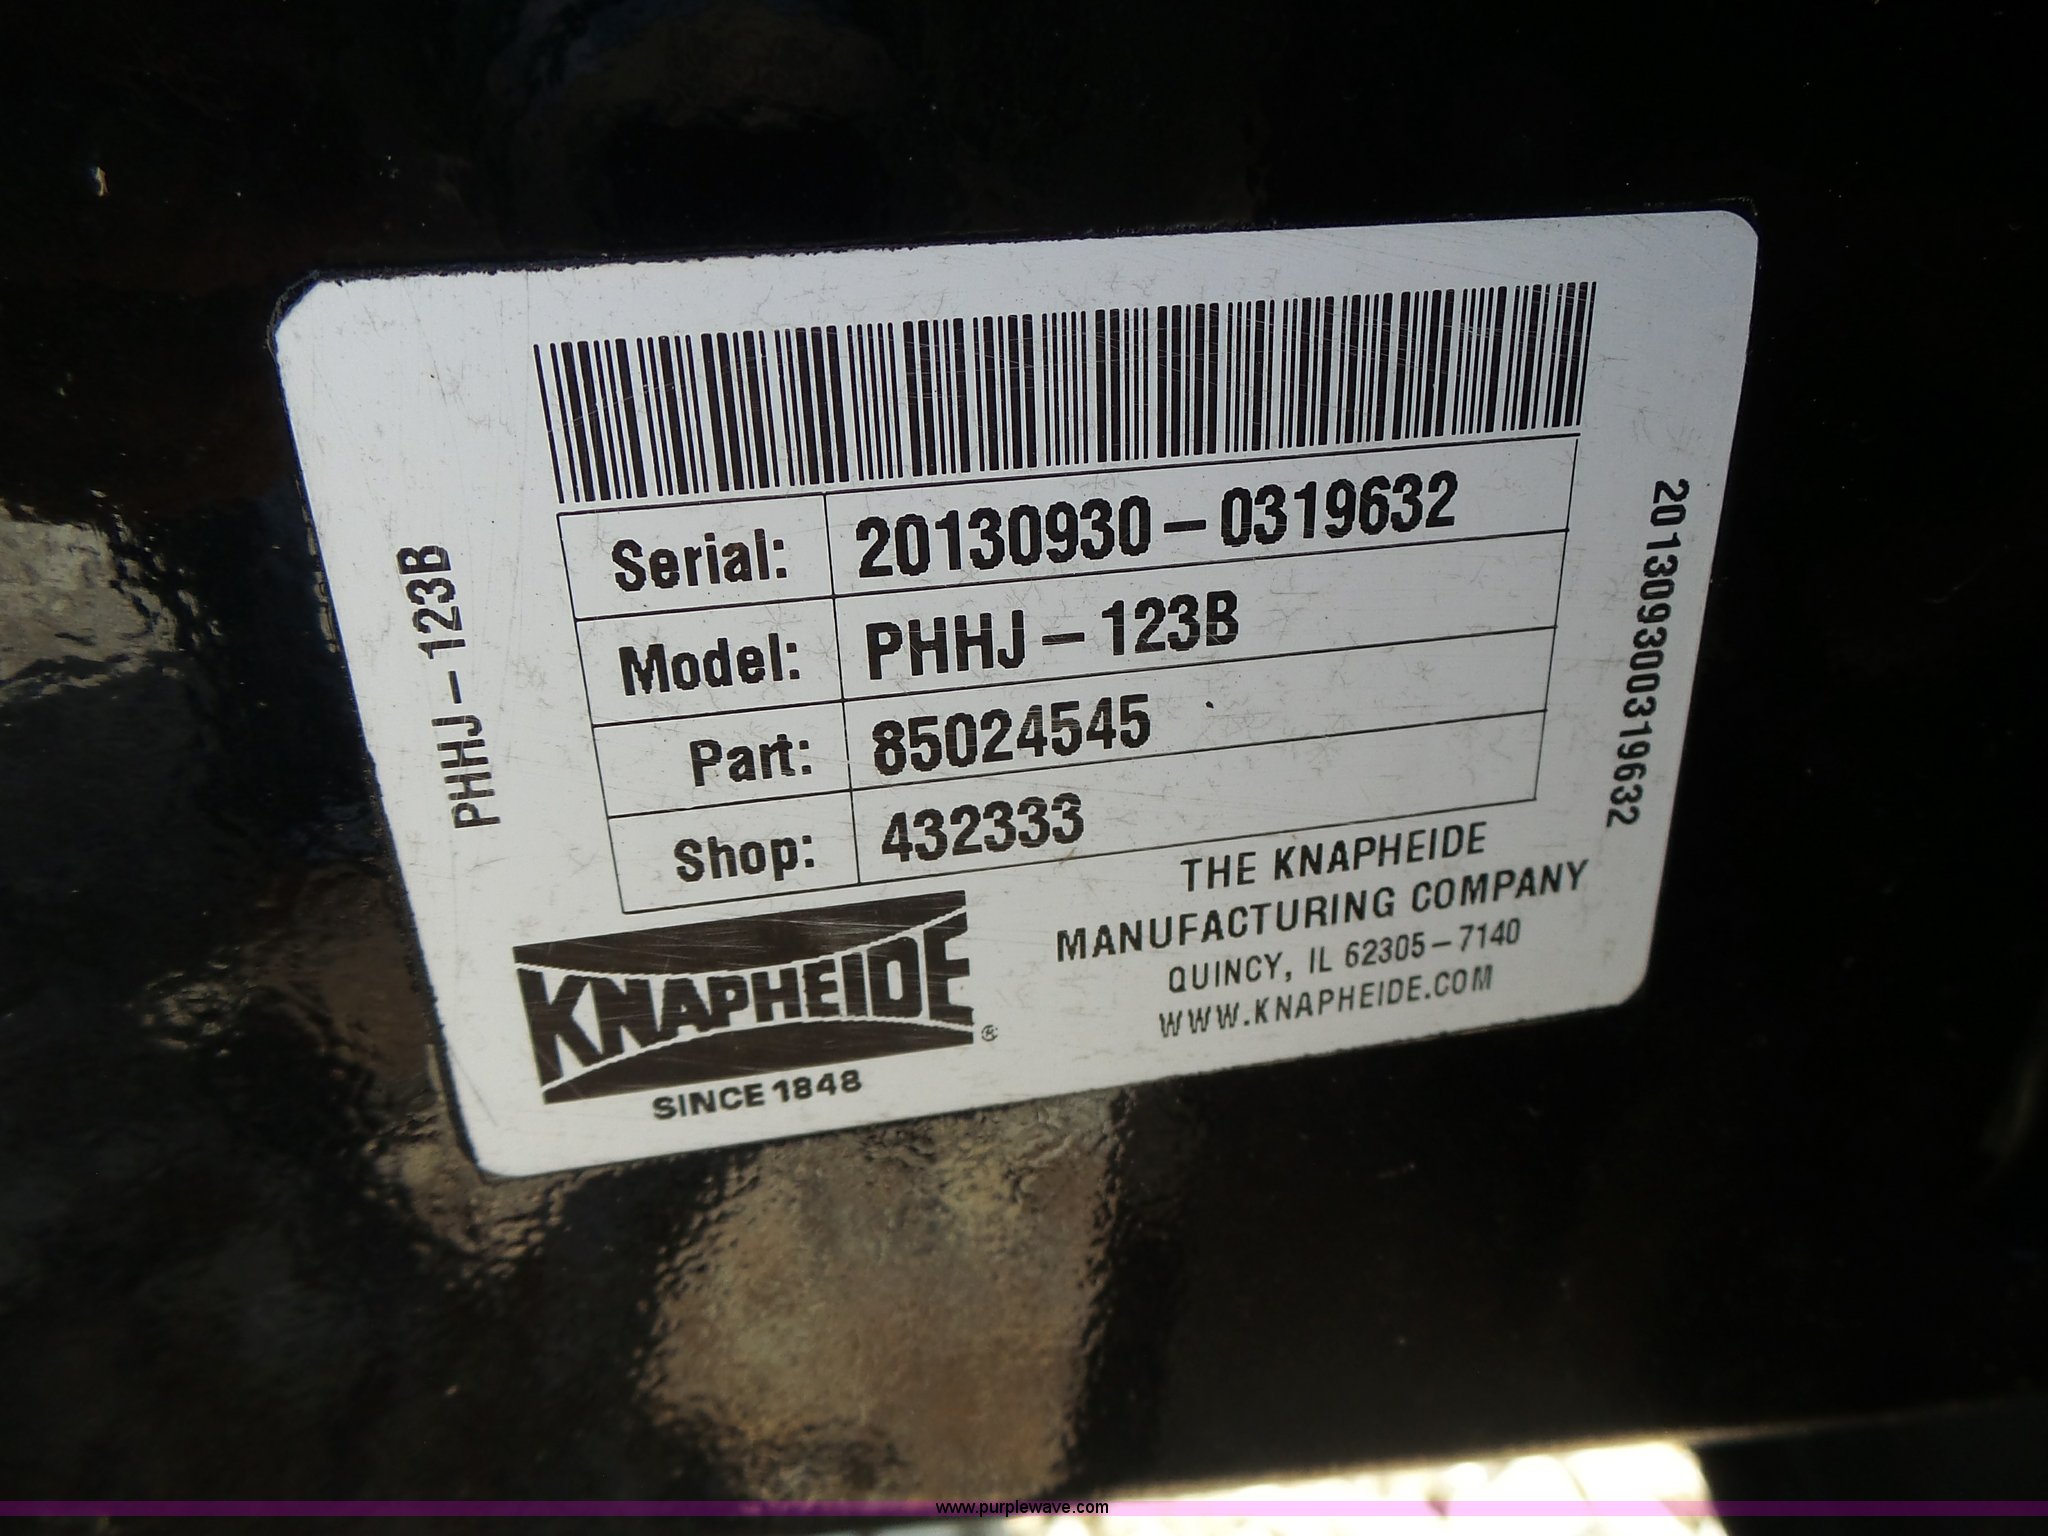 Serial: 20130930-0319632
Model: PHHJ-123B
Part: 85024545
Shop: 432333
PHHJ-123B
201309300319632
KNAPHEIDE®
SINCE 1848
THE KNAPHEIDE
MANUFACTURING COMPANY
QUINCY, IL 62305-7140
WWW.KNAPHEIDE.COM
www.purplewave.com